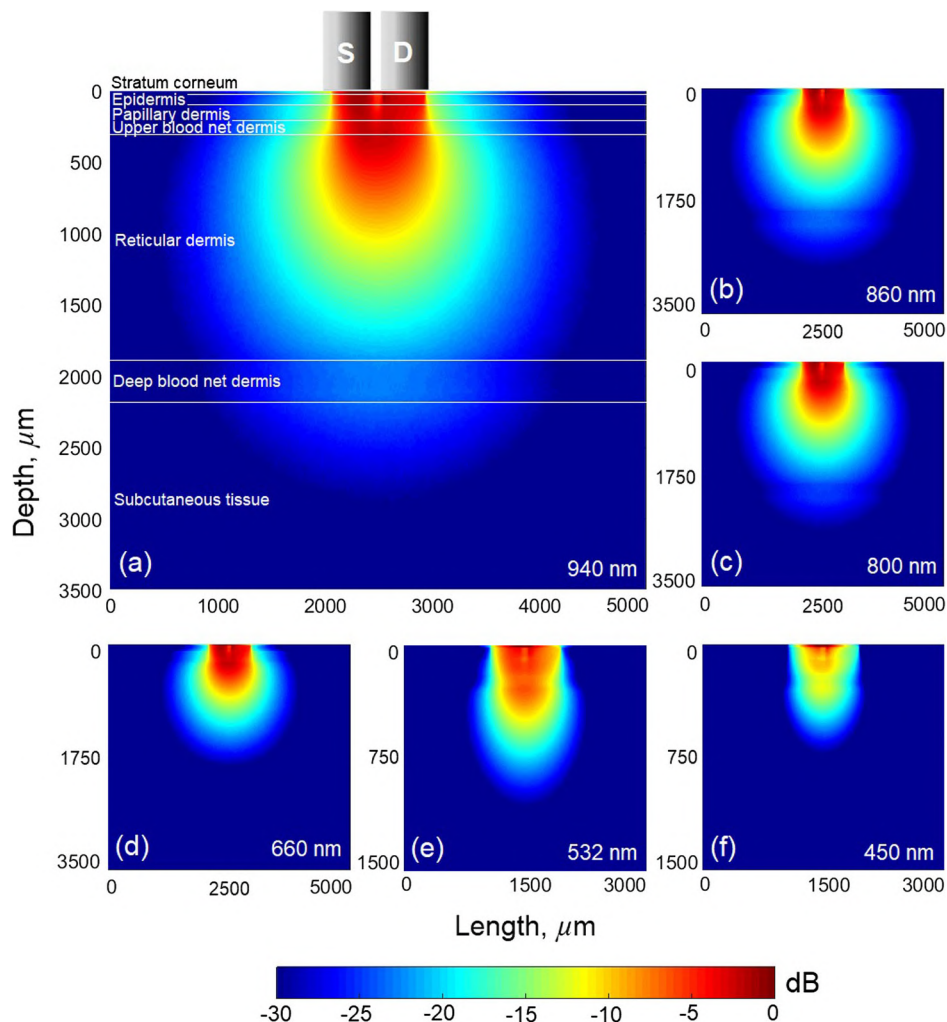 S D
Stratum corneum
0
Epidermis
Papillary dermis
Upper blood net dermis
500
1000
Reticular dermis
1500
2000
Deep blood net dermis
2500
Subcutaneous tissue
3000
3500
Depth, μm
(a)
940 nm
0 1000 2000 3000 4000 5000
0
1750
3500
(b)
860 nm
0 2500 5000
0
1750
3500
(c)
800 nm
0 2500 5000
0
1750
3500
(d)
660 nm
0 2500 5000
0
750
1500
(e)
532 nm
0 1500 3000
0
750
1500
(f)
450 nm
0 1500 3000
Length, μm
dB
-30 -25 -20 -15 -10 -5 0